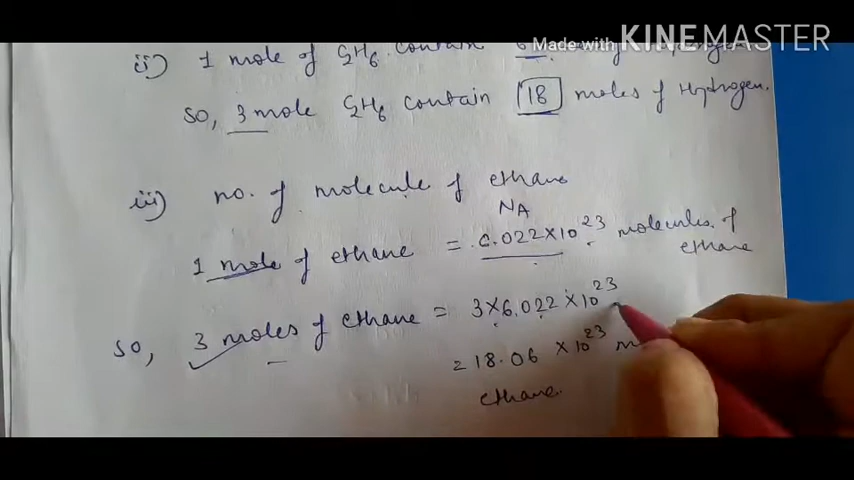 Made with KINEMASTER
ii) 1 mole of C2H6 contain
so, 3 mole C2H6 contain 18 moles of Hydrogen.
iii) no. of molecule of ethane
NA
1 mole of ethane = 6.022×10²³ molecules of
ethane
so, 3 moles of ethane = 3×6.022×10²³
= 18.06 ×10²³
ethane.